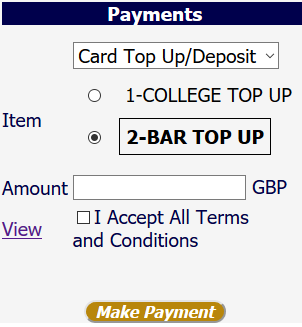 Payments
Card Top Up/Deposit
Item
1-COLLEGE TOP UP
2-BAR TOP UP
Amount GBP
View
I Accept All Terms
and Conditions
Make Payment